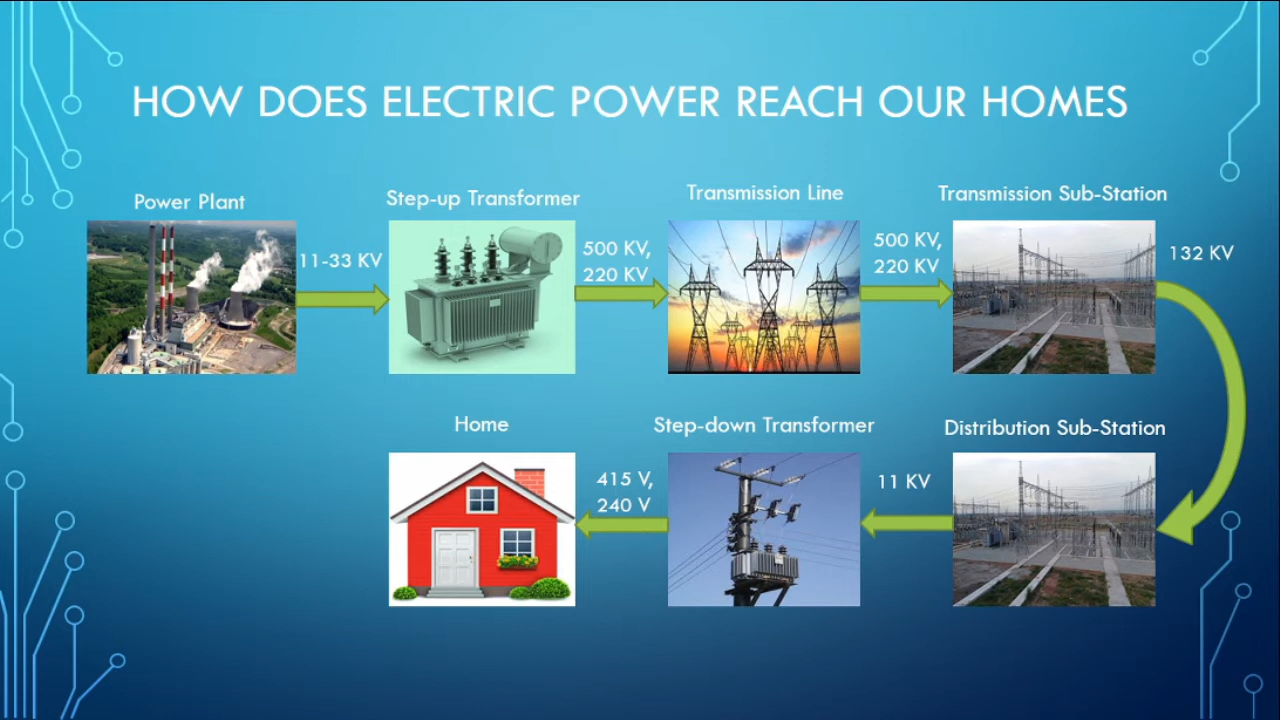 HOW DOES ELECTRIC POWER REACH OUR HOMES
Power Plant
11-33 KV
Step-up Transformer
500 KV,
220 KV
Transmission Line
500 KV,
220 KV
Transmission Sub-Station
132 KV
Distribution Sub-Station
11 KV
Step-down Transformer
415 V,
240 V
Home